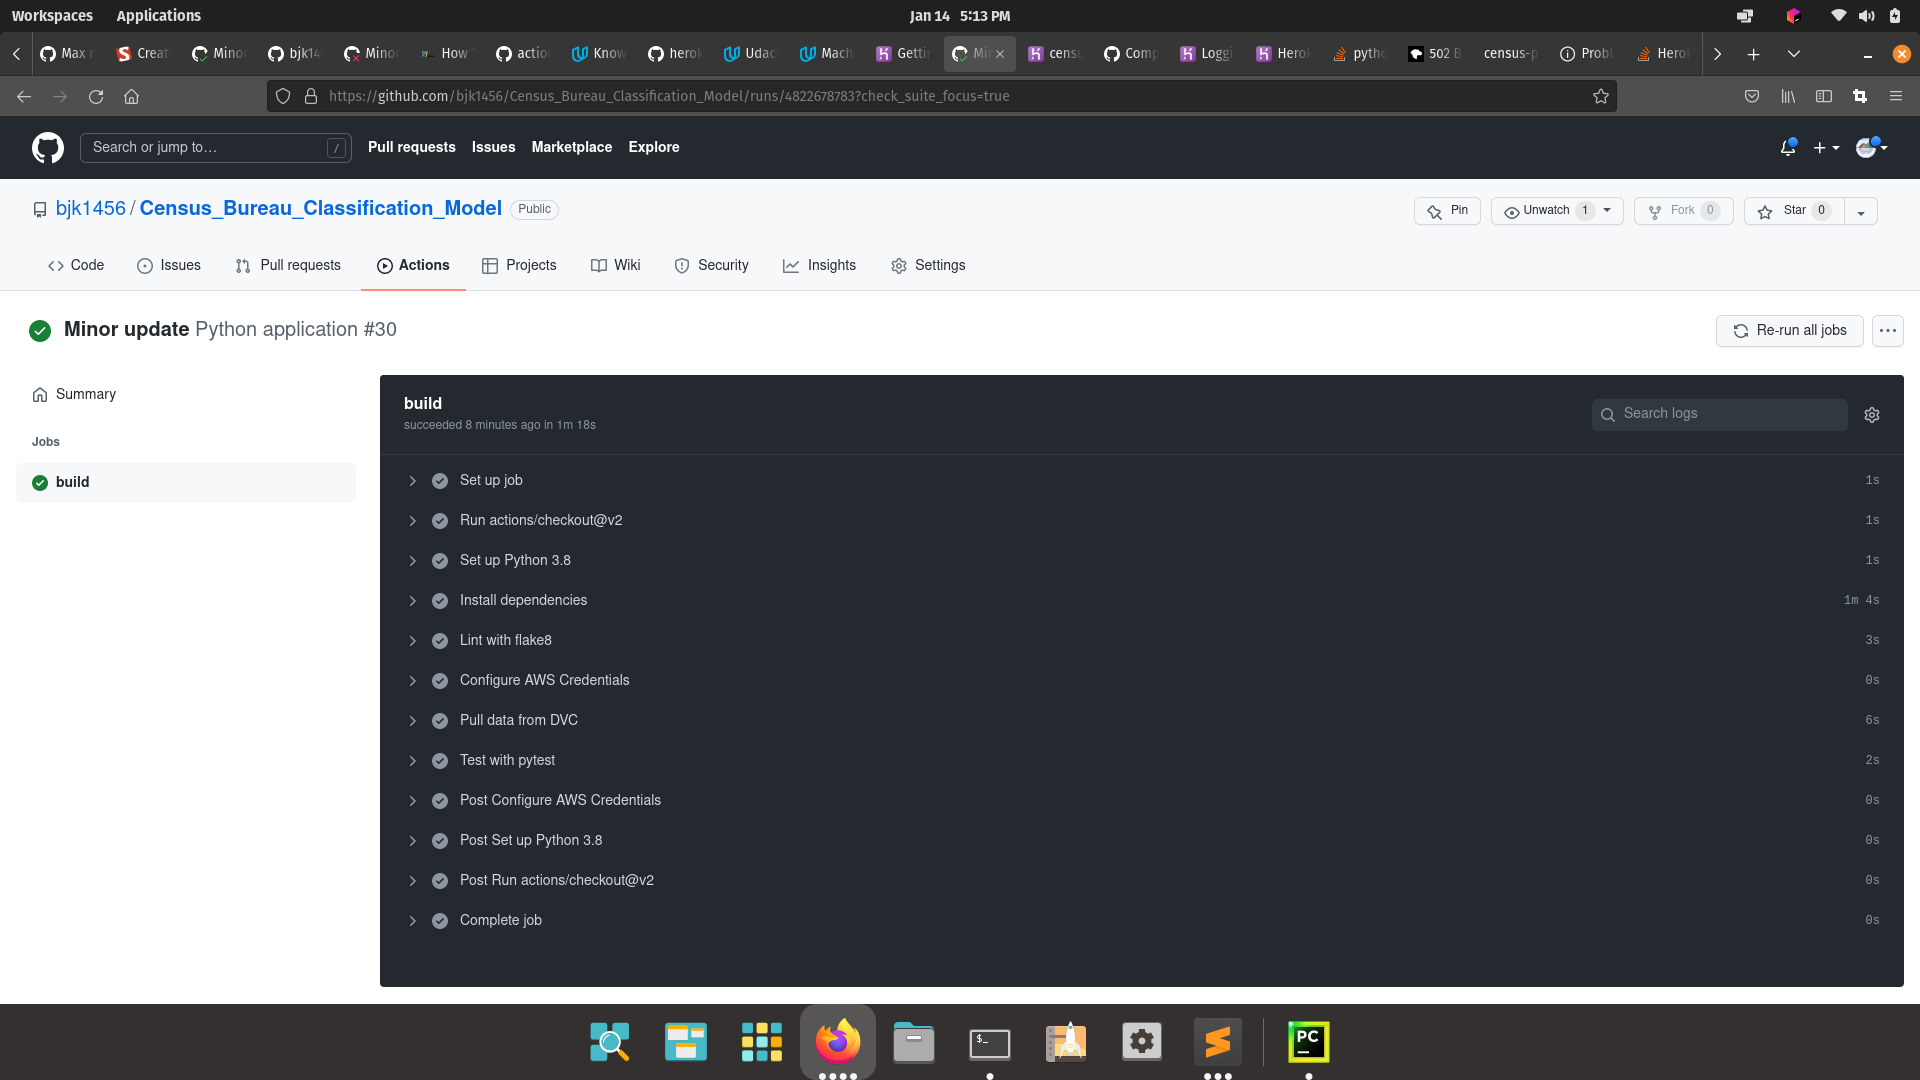 Workspaces Applications Jan 14 5:13 PM
Max Creat Minor bjk14 Minor How actio Know herok Udac Mach Getti Mi censu Comp Loggi Herok pytho 502 B census-p Probl Herok
https://github.com/bjk1456/Census_Bureau_Classification_Model/runs/4822678783?check_suite_focus=true
Search or jump to… / Pull requests Issues Marketplace Explore
bjk1456 / Census_Bureau_Classification_Model Public Pin Unwatch 1 Fork 0 Star 0
Code Issues Pull requests Actions Projects Wiki Security Insights Settings
Minor update Python application #30 Re-run all jobs
Summary
Jobs
build
build
succeeded 8 minutes ago in 1m 18s
Search logs
Set up job 1s
Run actions/checkout@v2 1s
Set up Python 3.8 1s
Install dependencies 1m 4s
Lint with flake8 3s
Configure AWS Credentials 0s
Pull data from DVC 6s
Test with pytest 2s
Post Configure AWS Credentials 0s
Post Set up Python 3.8 0s
Post Run actions/checkout@v2 0s
Complete job 0s
$_ PC